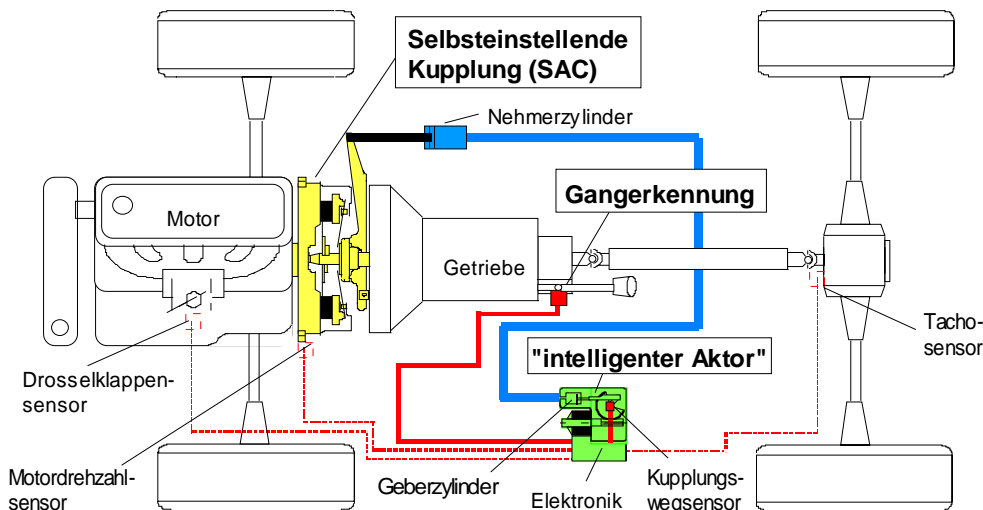 Selbsteinstellende
Kupplung (SAC)
Nehmerzylinder
Gangerkennung
Motor
Getriebe
Tacho-
sensor
"intelligenter Aktor"
Drosselklappen-
sensor
Motordrehzahl-
sensor
Geberzylinder
Elektronik
Kupplungs-
wegsensor